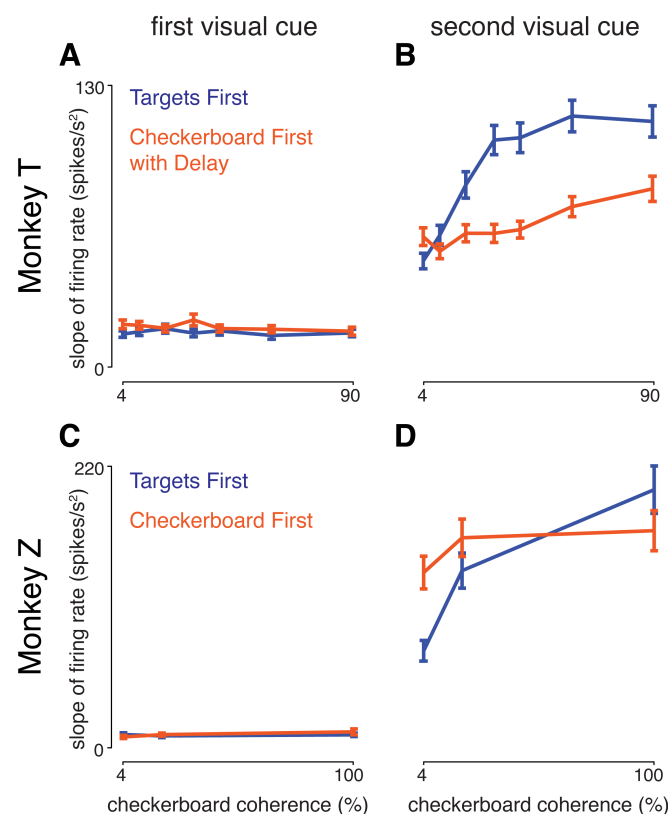 first visual cue
second visual cue
A
B
Monkey T
slope of firing rate (spikes/s²)
130
0
Targets First
Checkerboard First
with Delay
4
90
4
90
C
D
Monkey Z
slope of firing rate (spikes/s²)
220
0
Targets First
Checkerboard First
4
100
4
100
checkerboard coherence (%)
checkerboard coherence (%)